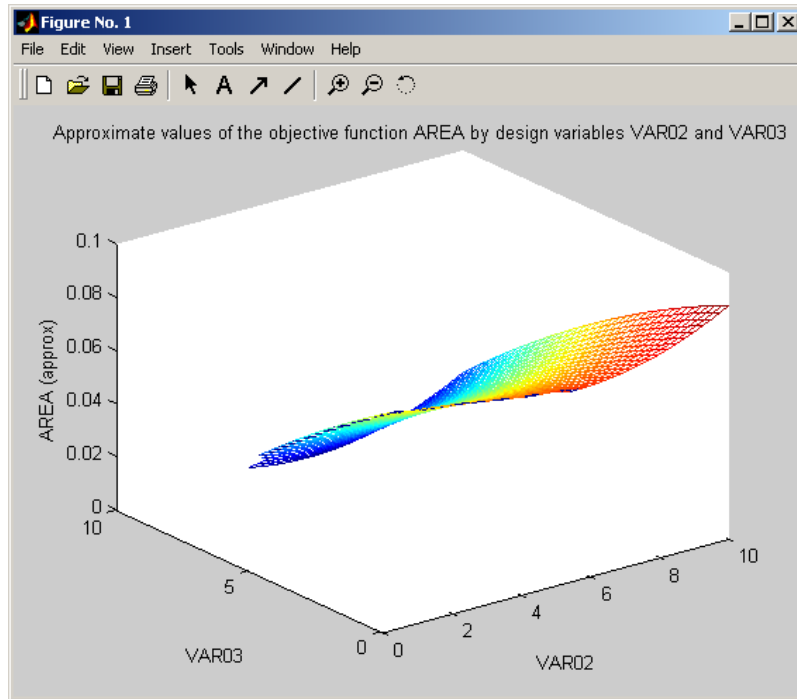 Figure No. 1
File Edit View Insert Tools Window Help
A
Approximate values of the objective function AREA by design variables VAR02 and VAR03
0.1
0.08
0.06
0.04
0.02
0
AREA (approx)
10
5
0
VAR03
0
2
4
6
8
10
VAR02